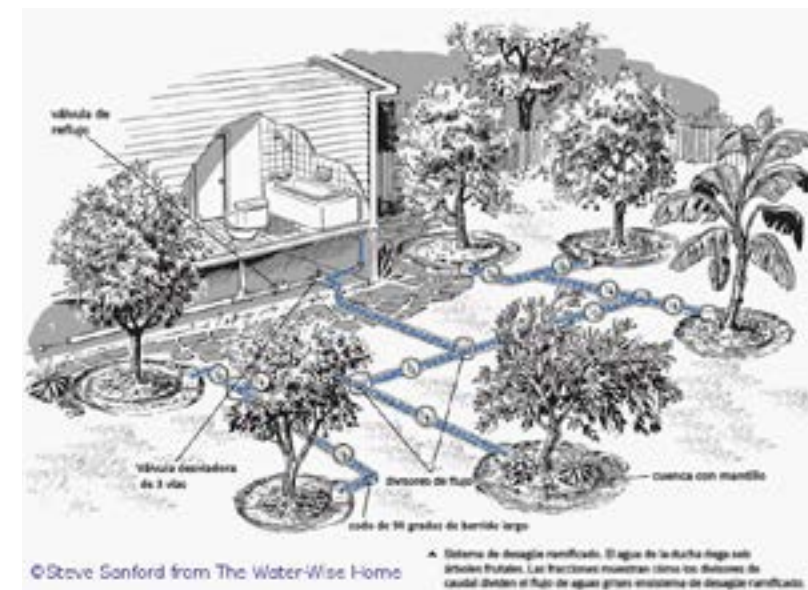 válvula de
reflujo
Válvula desviadora
de 3 vías
divisores de flujo
cuenca con mantillo
codo de 90 grados de barrido largo
©Steve Sanford from The Water-Wise Home
▲ Sistema de desagüe ramificado. El agua de la ducha riega seis
árboles frutales. Las fracciones muestran cómo los divisores de
caudal dividen el flujo de aguas grises en sistema de desagüe ramificado.